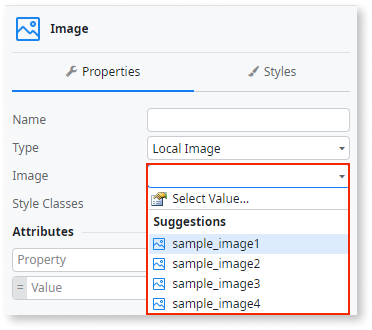 Image
Properties
Styles
Name
Type
Local Image
Image
Select Value...
Style Classes
Suggestions
Attributes
sample_image1
Property
sample_image2
= Value
sample_image3
sample_image4